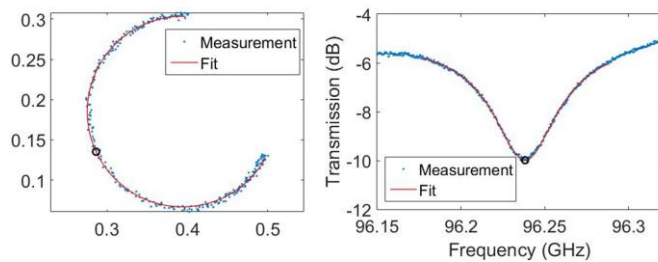 0.3
0.25
0.2
0.15
0.1
0.3
0.4
0.5
Measurement
Fit
Transmission (dB)
-4
-6
-8
-10
-12
96.15
96.2
96.25
96.3
Frequency (GHz)
Measurement
Fit